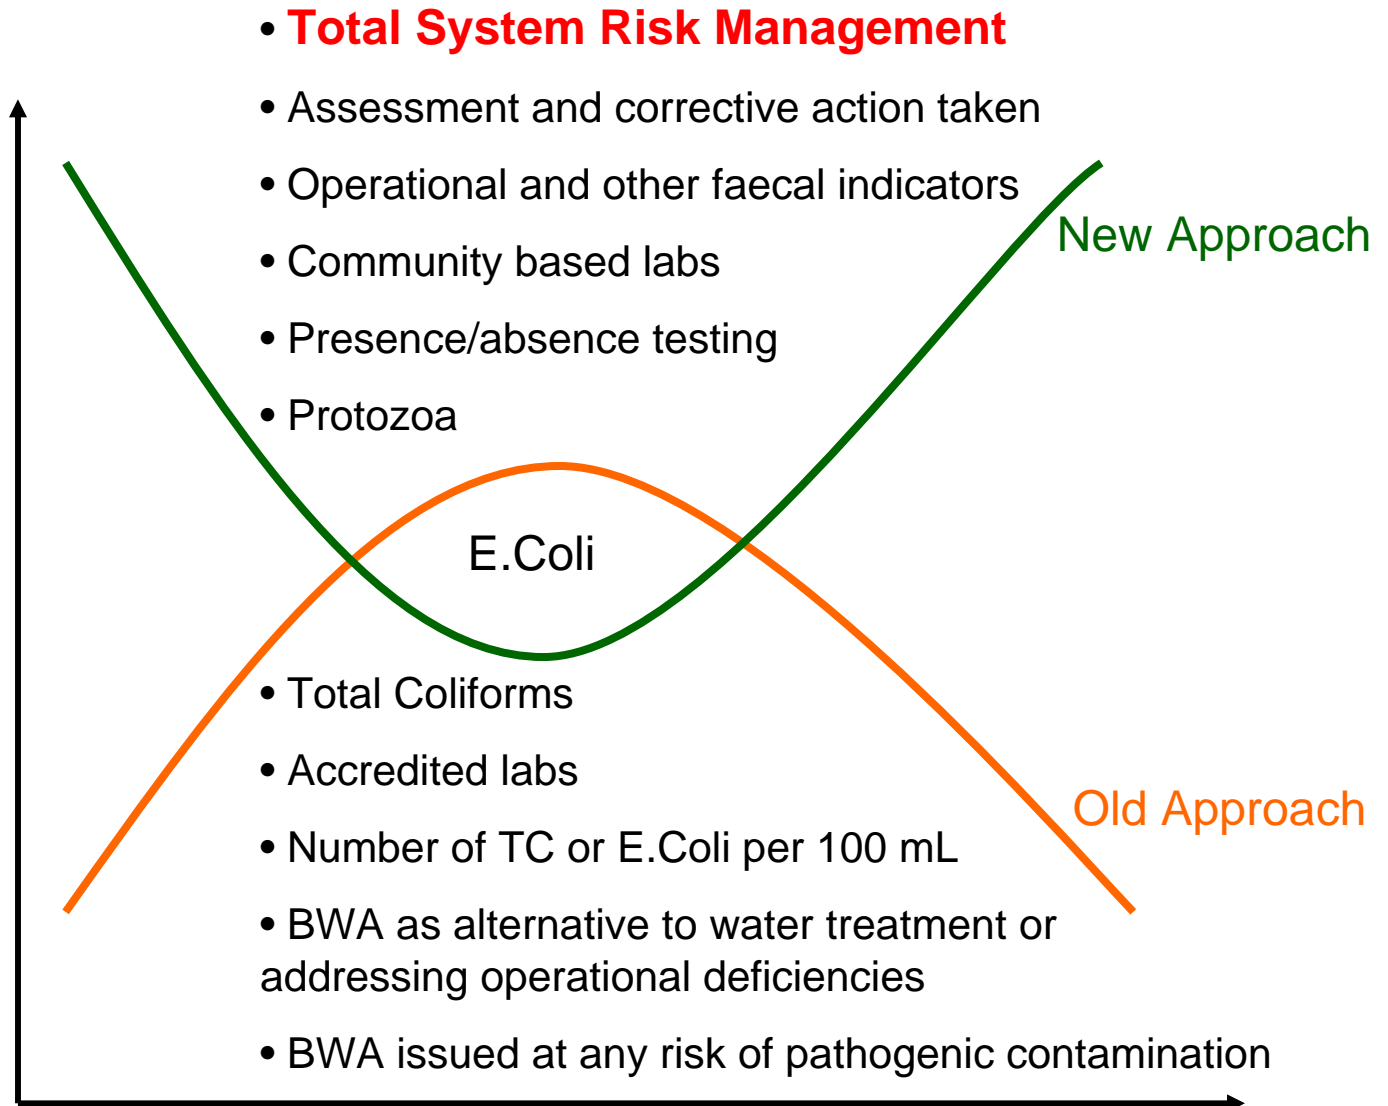 • Total System Risk Management
• Assessment and corrective action taken
• Operational and other faecal indicators
New Approach
• Community based labs
• Presence/absence testing
• Protozoa
E.Coli
• Total Coliforms
• Accredited labs
Old Approach
• Number of TC or E.Coli per 100 mL
• BWA as alternative to water treatment or
addressing operational deficiencies
• BWA issued at any risk of pathogenic contamination